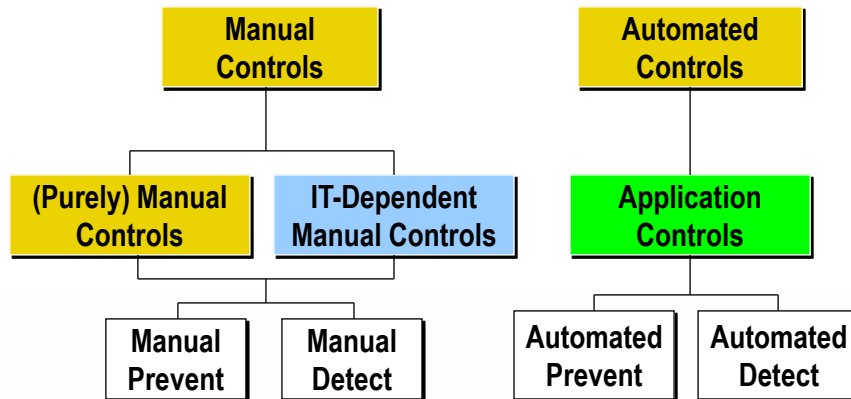 Manual
Controls
Automated
Controls
(Purely) Manual
Controls
IT-Dependent
Manual Controls
Application
Controls
Manual
Prevent
Manual
Detect
Automated
Prevent
Automated
Detect